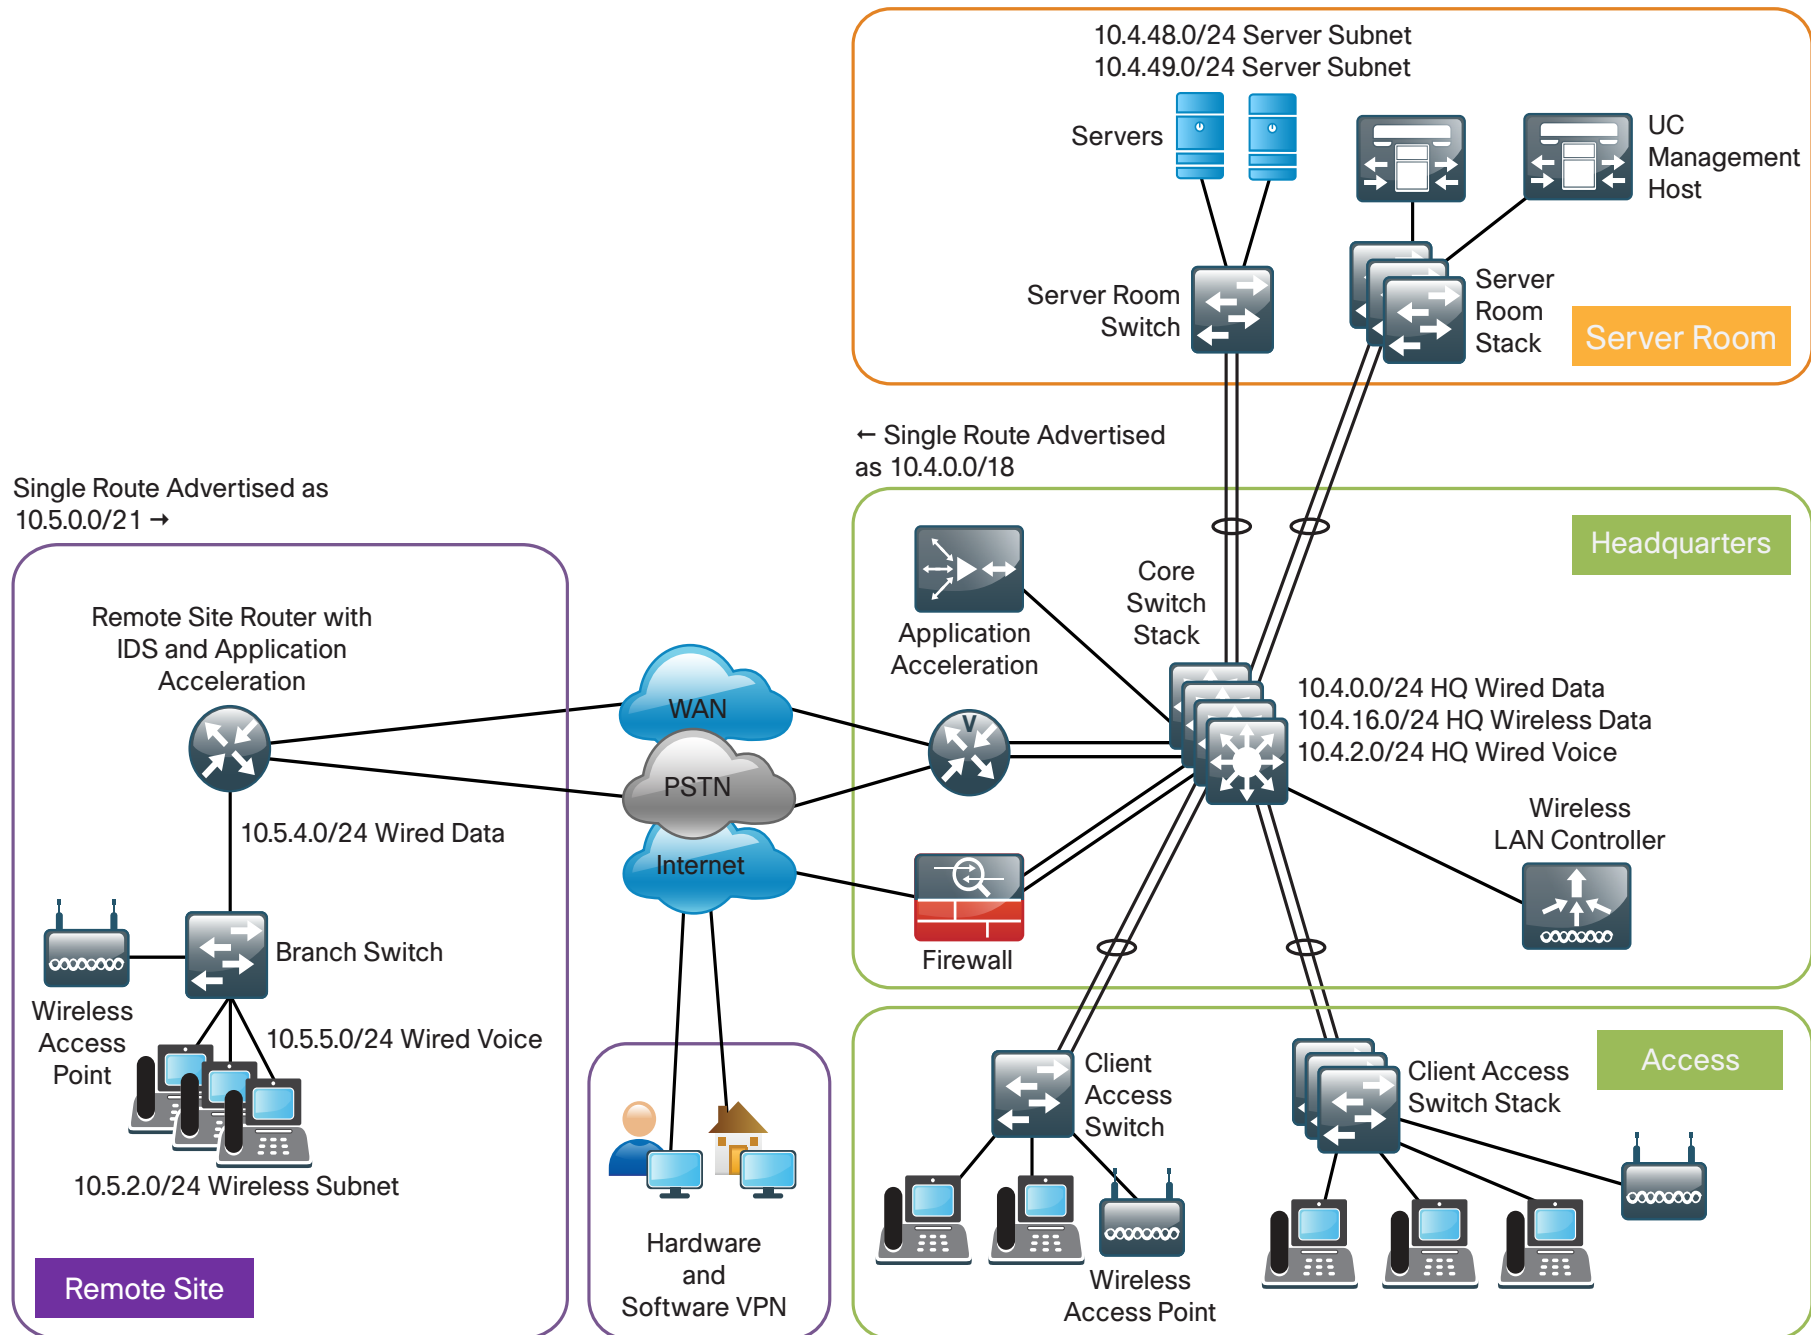 10.4.48.0/24 Server Subnet
10.4.49.0/24 Server Subnet
Servers
UC
Management
Host
Server Room
Switch
Server
Room
Stack
Server Room
← Single Route Advertised
as 10.4.0.0/18
Single Route Advertised as
10.5.0.0/21 →
Headquarters
Application
Acceleration
Core
Switch
Stack
Remote Site Router with
IDS and Application
Acceleration
WAN
PSTN
Internet
V
10.4.0.0/24 HQ Wired Data
10.4.16.0/24 HQ Wireless Data
10.4.2.0/24 HQ Wired Voice
Wireless
LAN Controller
10.5.4.0/24 Wired Data
Branch Switch
Firewall
Wireless
Access
Point
10.5.5.0/24 Wired Voice
10.5.2.0/24 Wireless Subnet
Remote Site
Hardware
and
Software VPN
Client
Access
Switch
Client Access
Switch Stack
Access
Wireless
Access Point